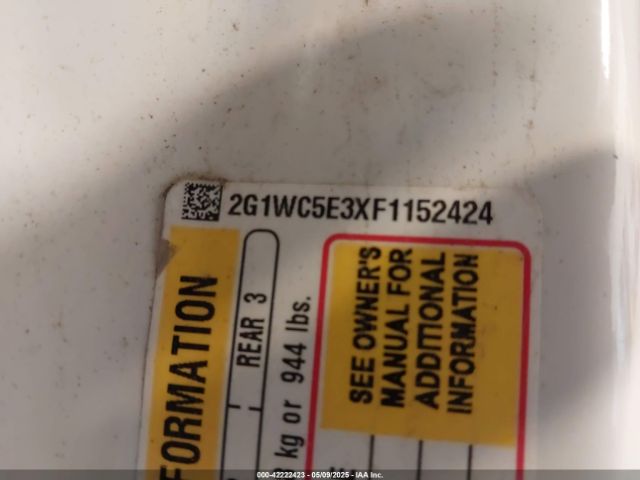 2G1WC5E3XF1152424
FORMATION
REAR 3
kg or 944 lbs.
SEE OWNER'S
MANUAL FOR
ADDITIONAL
INFORMATION
000-42222423 - 05/09/2025 - IAA Inc.